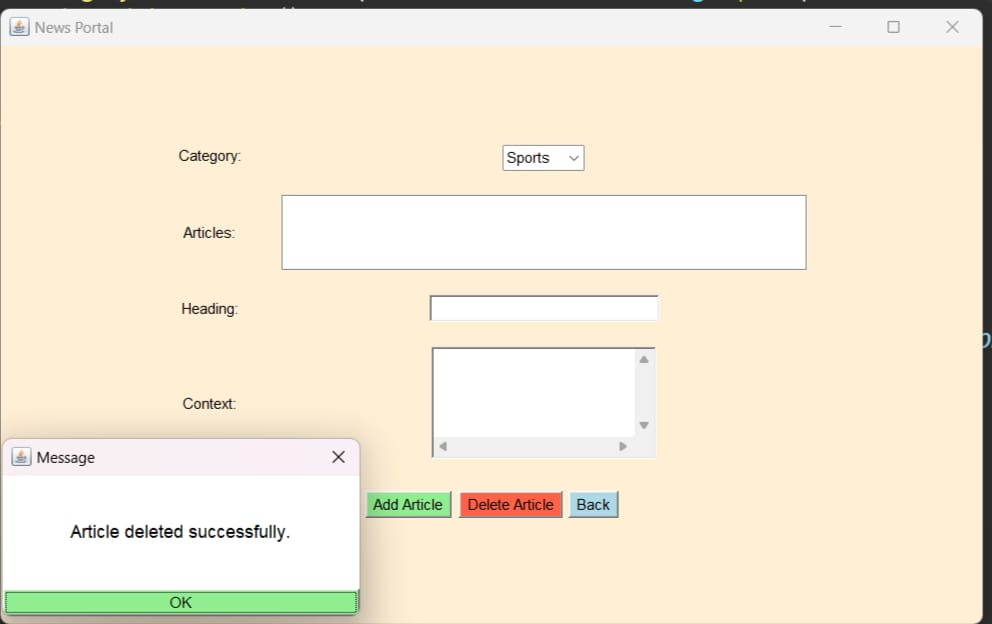 News Portal
Category:
Sports
Articles:
Heading:
Context:
Message
Article deleted successfully.
OK
Add Article Delete Article Back